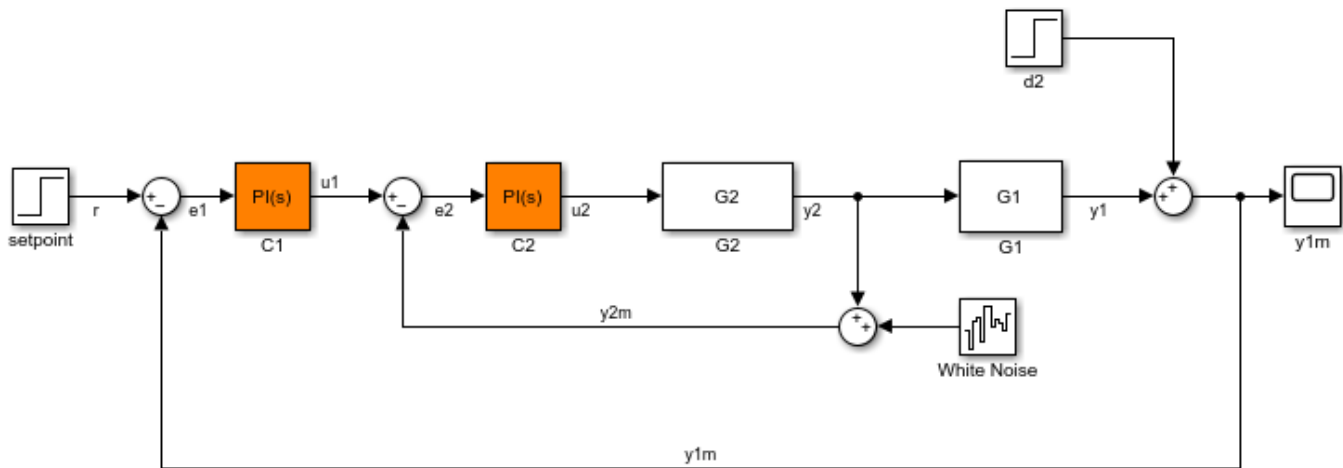 d2
PI(s)
u1
PI(s)
G2
G1
r
e1
e2
u2
y2
y1
setpoint
C1
C2
G2
G1
y1m
y2m
White Noise
y1m